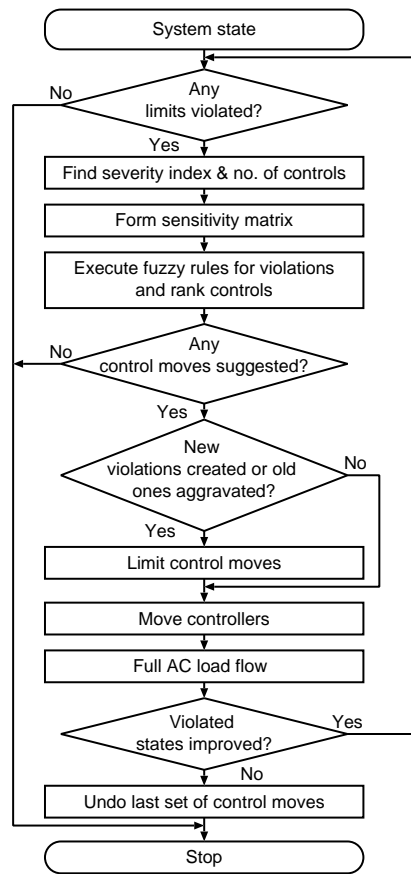 System state
Any
limits violated?
No
Yes
Find severity index & no. of controls
Form sensitivity matrix
Execute fuzzy rules for violations
and rank controls
Any
control moves suggested?
No
Yes
New
violations created or old
ones aggravated?
No
Yes
Limit control moves
Move controllers
Full AC load flow
Violated
states improved?
Yes
No
Undo last set of control moves
Stop